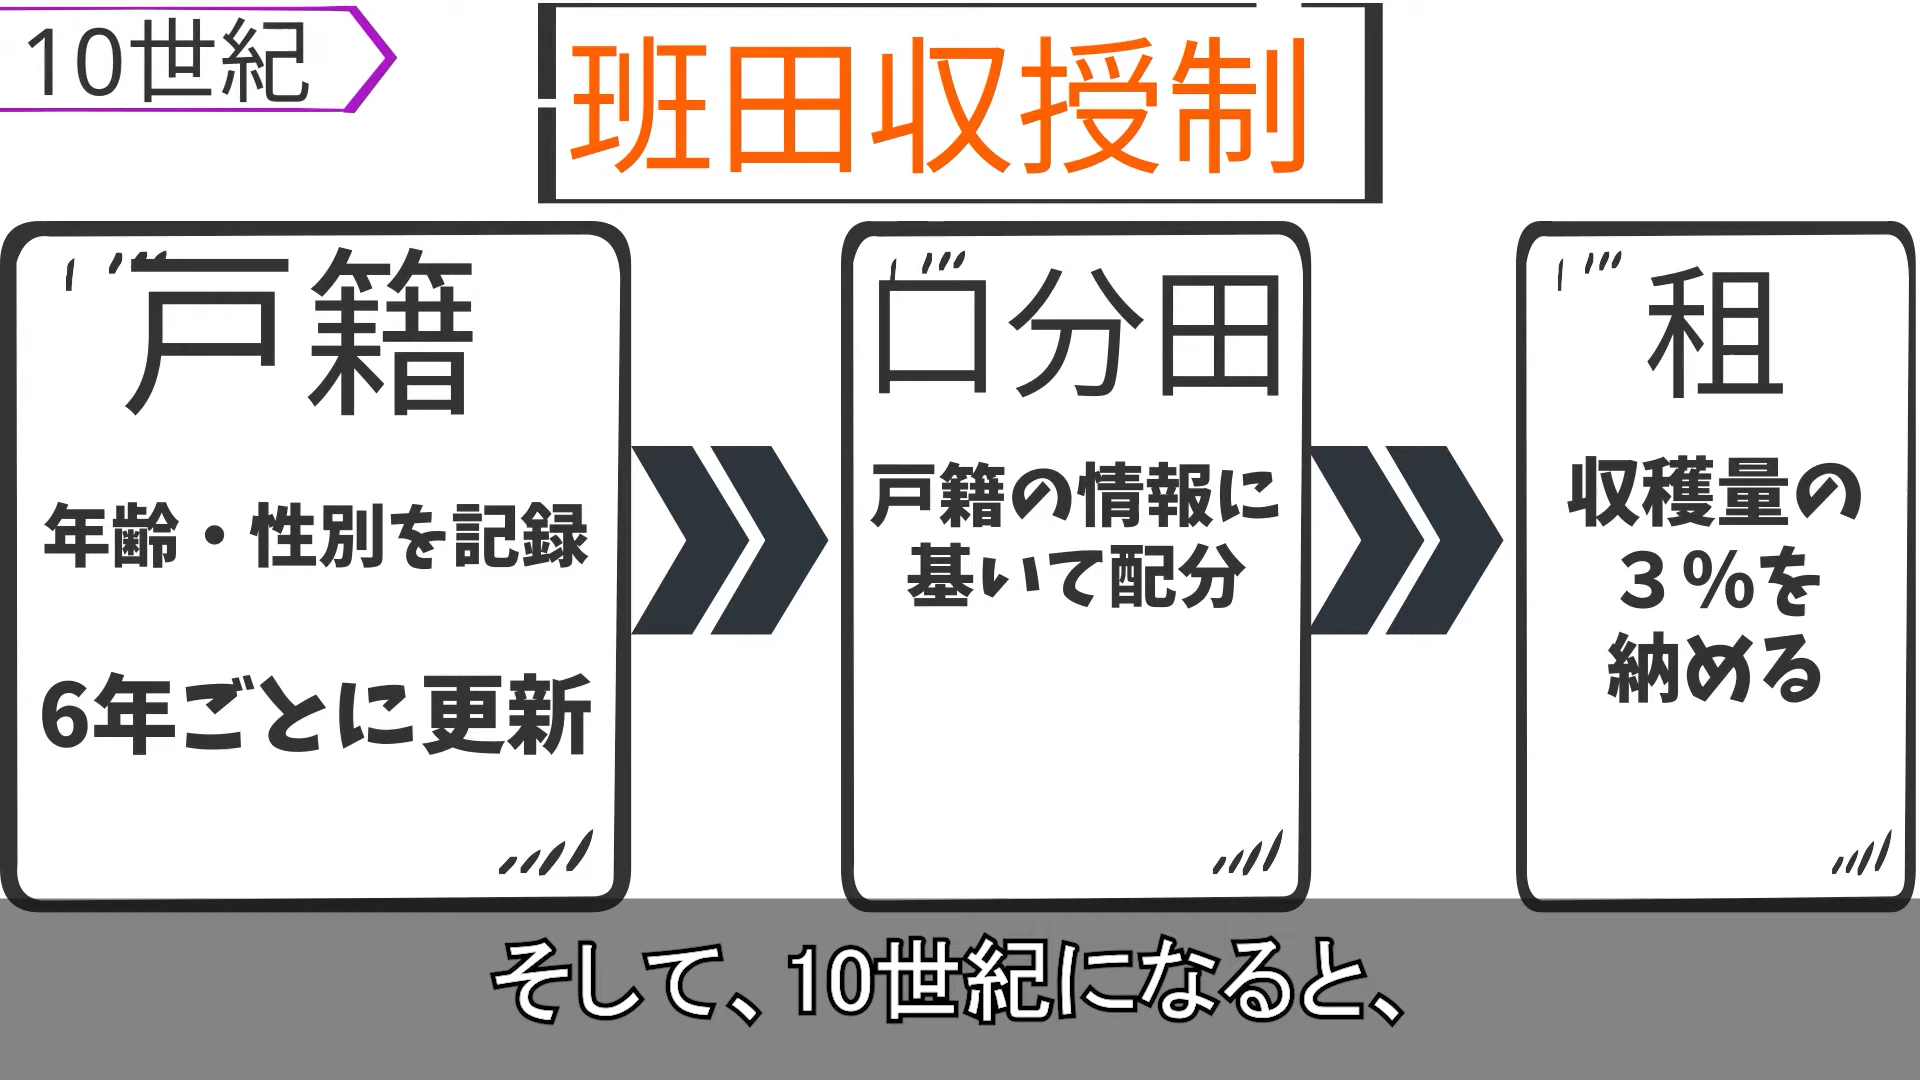 10世紀
班田収授制
戸籍
年齢・性別を記録
6年ごとに更新
口分田
戸籍の情報に
基いて配分
租
収穫量の
３％を
納める
そして、10世紀になると、